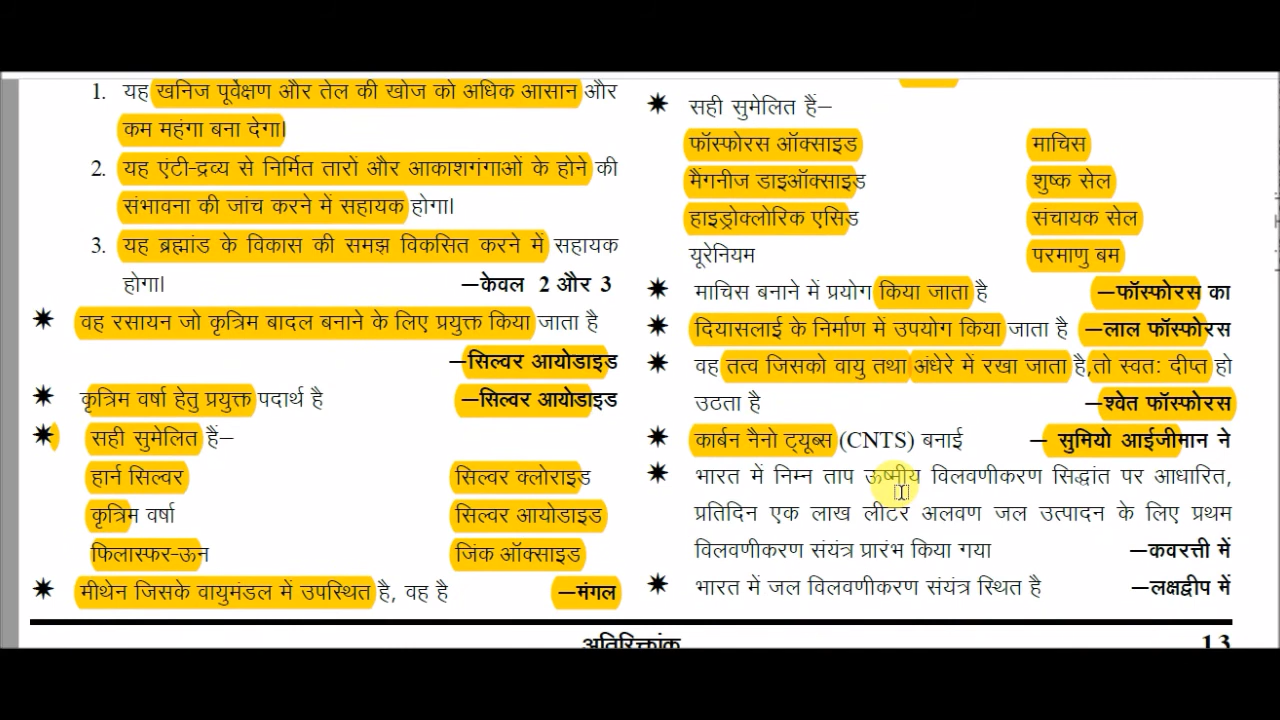 1. यह खनिज पूर्वेक्षण और तेल की खोज को अधिक आसान और
कम महंगा बना देगा।
2. यह एंटी-द्रव्य से निर्मित तारों और आकाशगंगाओं के होने की
संभावना की जांच करने में सहायक होगा।
3. यह ब्रह्मांड के विकास की समझ विकसित करने में सहायक
होगा। –केवल 2 और 3
✷ वह रसायन जो कृत्रिम बादल बनाने के लिए प्रयुक्त किया जाता है
–सिल्वर आयोडाइड
✷ कृत्रिम वर्षा हेतु प्रयुक्त पदार्थ है –सिल्वर आयोडाइड
✷ सही सुमेलित हैं–
हार्न सिल्वर सिल्वर क्लोराइड
कृत्रिम वर्षा सिल्वर आयोडाइड
फिलास्फर-ऊन जिंक ऑक्साइड
✷ मीथेन जिसके वायुमंडल में उपस्थित है, वह है –मंगल
✷ सही सुमेलित हैं–
फॉस्फोरस ऑक्साइड माचिस
मैंगनीज डाइऑक्साइड शुष्क सेल
हाइड्रोक्लोरिक एसिड संचायक सेल
यूरेनियम परमाणु बम
✷ माचिस बनाने में प्रयोग किया जाता है –फॉस्फोरस का
✷ दियासलाई के निर्माण में उपयोग किया जाता है –लाल फॉस्फोरस
✷ वह तत्व जिसको वायु तथा अंधेरे में रखा जाता है,तो स्वतः दीप्त हो
उठता है –श्वेत फॉस्फोरस
✷ कार्बन नैनो ट्यूब्स (CNTS) बनाई – सुमियो आईजीमान ने
✷ भारत में निम्न ताप ऊष्मीय विलवणीकरण सिद्धांत पर आधारित,
प्रतिदिन एक लाख लीटर अलवण जल उत्पादन के लिए प्रथम
विलवणीकरण संयंत्र प्रारंभ किया गया –कवरत्ती में
✷ भारत में जल विलवणीकरण संयंत्र स्थित है –लक्षद्वीप में
अतिरिक्तांक 13